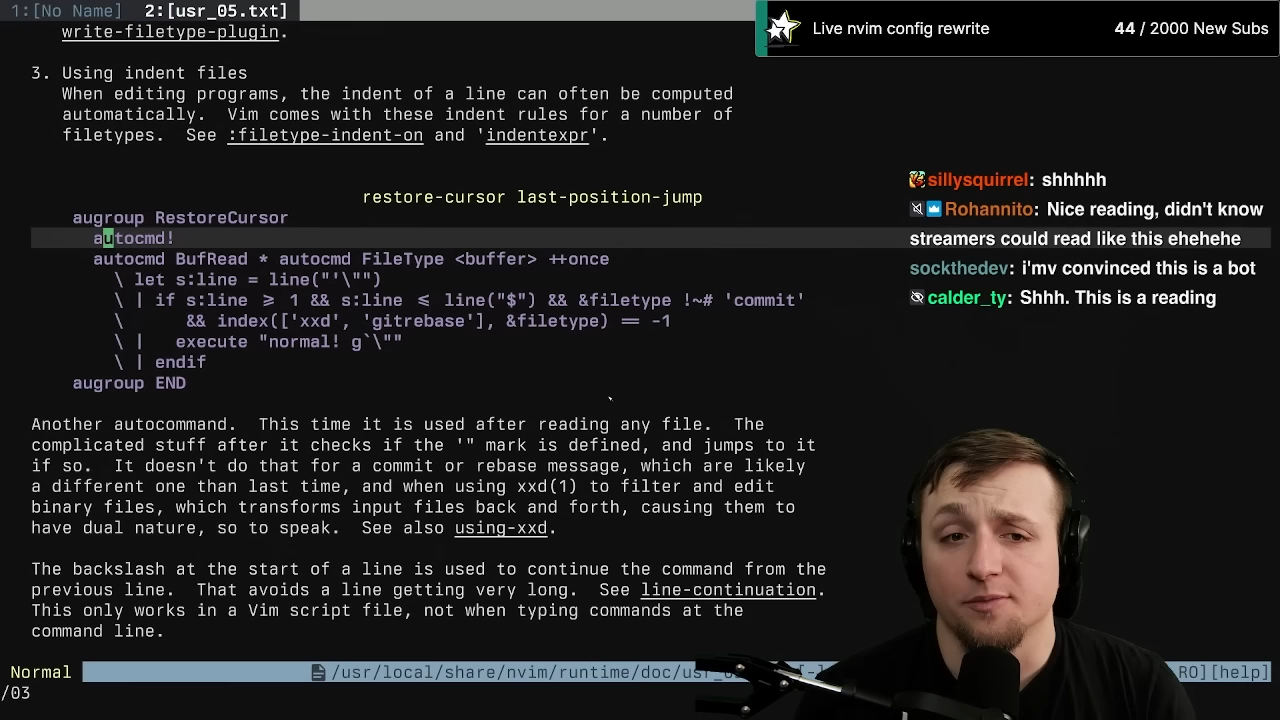 1:[No Name]  2:[usr_05.txt]
write-filetype-plugin.
3. Using indent files
When editing programs, the indent of a line can often be computed
automatically.  Vim comes with these indent rules for a number of
filetypes.  See :filetype-indent-on and 'indentexpr'.
restore-cursor last-position-jump
augroup RestoreCursor
autocmd!
autocmd BufRead * autocmd FileType <buffer> ++once
\ let s:line = line("'\"")
\ | if s:line >= 1 && s:line <= line("$") && &filetype !~# 'commit'
\      && index(['xxd', 'gitrebase'], &filetype) == -1
\ |   execute "normal! g`\""
\ | endif
augroup END
Another autocommand.  This time it is used after reading any file.  The
complicated stuff after it checks if the '" mark is defined, and jumps to it
if so.  It doesn't do that for a commit or rebase message, which are likely
a different one than last time, and when using xxd(1) to filter and edit
binary files, which transforms input files back and forth, causing them to
have dual nature, so to speak.  See also using-xxd.
The backslash at the start of a line is used to continue the command from the
previous line.  That avoids a line getting very long.  See line-continuation.
This only works in a Vim script file, not when typing commands at the
command line.
Normal
/usr/local/share/nvim/runtime/doc/usr_0
[-]
RO][help]
/03
Live nvim config rewrite
44 / 2000 New Subs
sillysquirrel: shhhhh
Rohannito: Nice reading, didn't know
streamers could read like this ehehehe
sockthedev: i'mv convinced this is a bot
calder_ty: Shhh. This is a reading